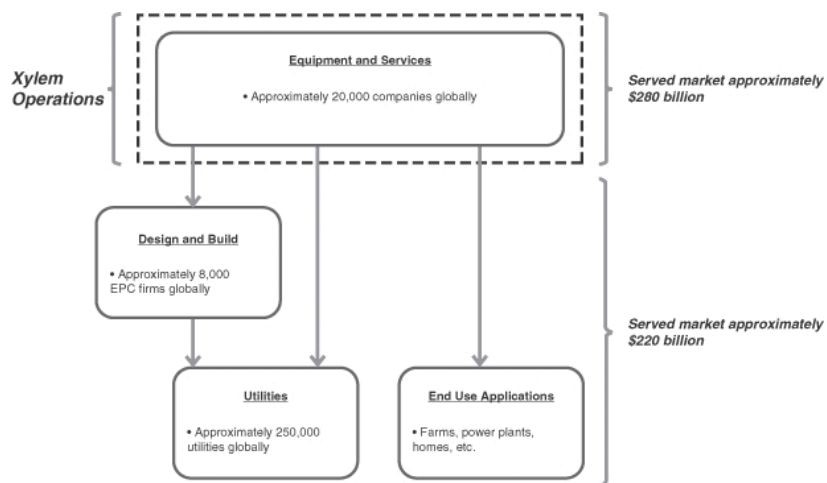 Xylem
Operations
Equipment and Services
• Approximately 20,000 companies globally
Served market approximately
$280 billion
Design and Build
• Approximately 8,000
EPC firms globally
Served market approximately
$220 billion
Utilities
• Approximately 250,000
utilities globally
End Use Applications
• Farms, power plants,
homes, etc.